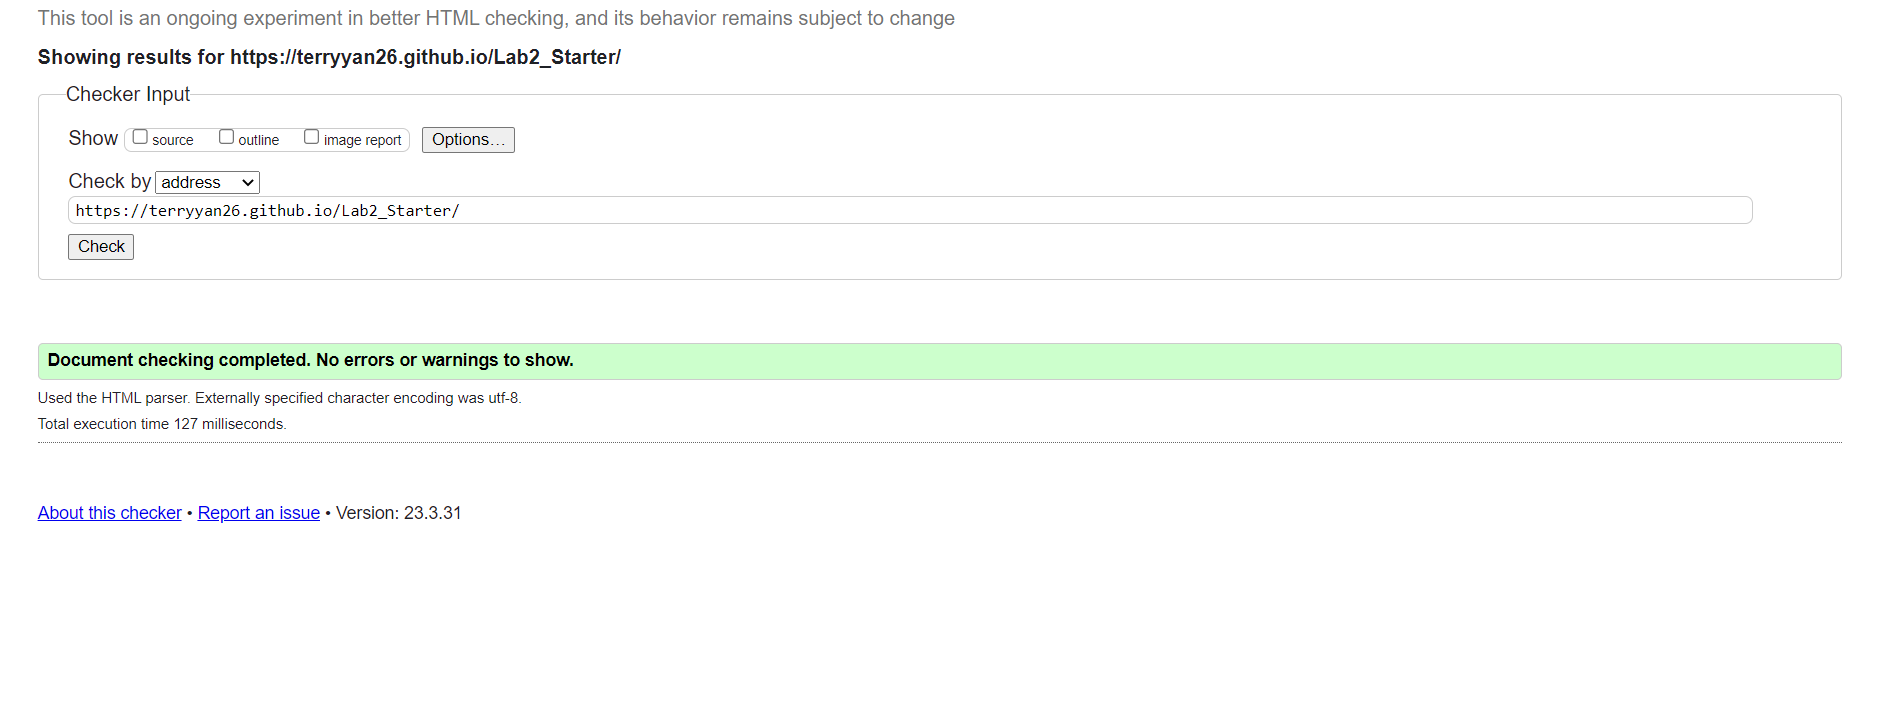 This tool is an ongoing experiment in better HTML checking, and its behavior remains subject to change
Showing results for https://terryyan26.github.io/Lab2_Starter/
Checker Input
Show source outline image report Options...
Check by address
https://terryyan26.github.io/Lab2_Starter/
Check
Document checking completed. No errors or warnings to show.
Used the HTML parser. Externally specified character encoding was utf-8.
Total execution time 127 milliseconds.
About this checker • Report an issue • Version: 23.3.31